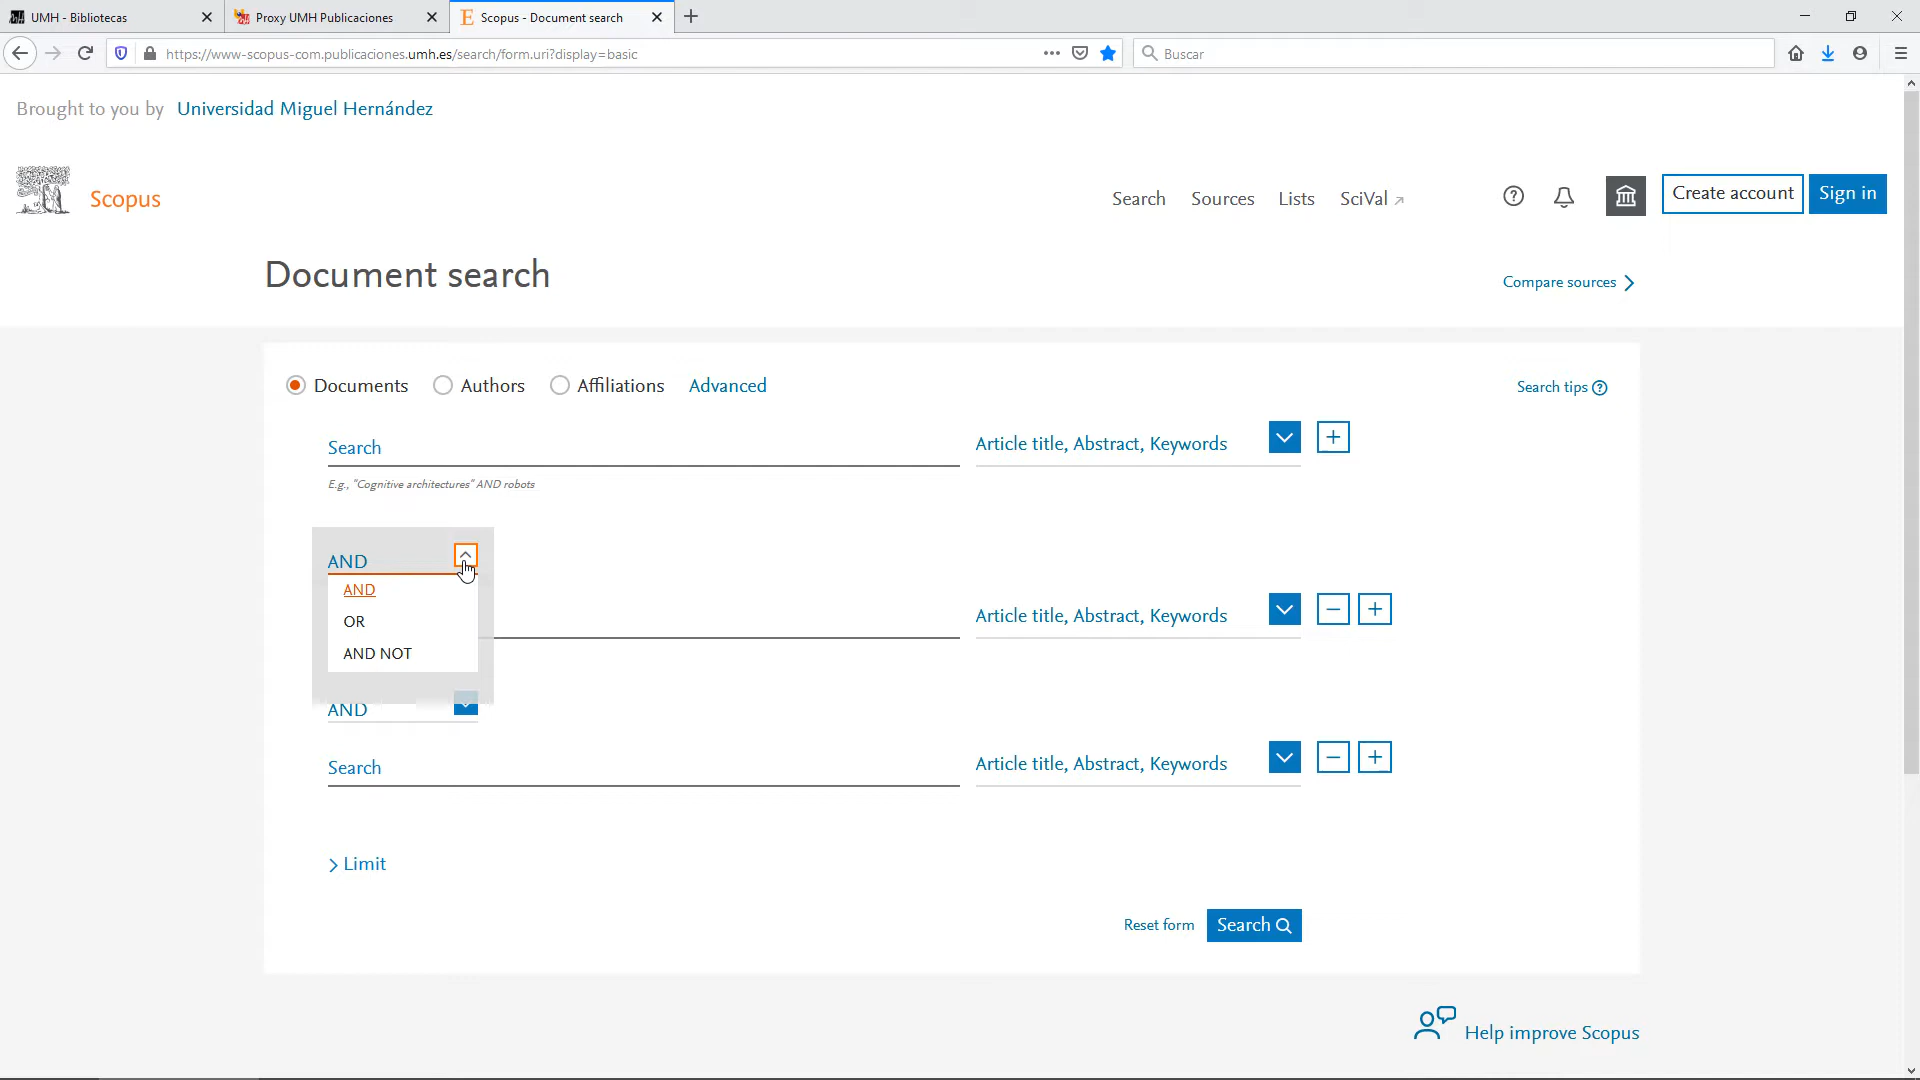 UMH - Bibliotecas
Proxy UMH Publicaciones
Scopus - Document search
https://www-scopus-com.publicaciones.umh.es/search/form.uri?display=basic
Buscar
Brought to you by Universidad Miguel Hernández
Scopus
Search Sources Lists SciVal
Create account
Sign in
Document search
Compare sources
Documents Authors Affiliations Advanced
Search tips
Search
Article title, Abstract, Keywords
E.g., "Cognitive architectures" AND robots
AND
AND
OR
AND NOT
Article title, Abstract, Keywords
AND
Search
Article title, Abstract, Keywords
Limit
Reset form
Search
Help improve Scopus